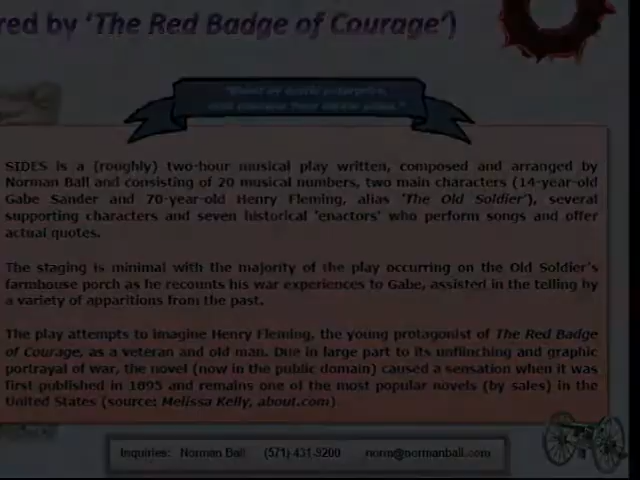 red by ‘The Red Badge of Courage’)
SIDES is a (roughly) two-hour musical play written, composed and arranged by
Norman Ball and consisting of 20 musical numbers, two main characters (14-year-old
Gabe Sander and 70-year-old Henry Fleming, alias 'The Old Soldier'), several
supporting characters and seven historical 'enactors' who perform songs and offer
actual quotes.
The staging is minimal with the majority of the play occurring on the Old Soldier's
farmhouse porch as he recounts his war experiences to Gabe, assisted in the telling by
a variety of apparitions from the past.
The play attempts to imagine Henry Fleming, the young protagonist of The Red Badge
of Courage, as a veteran and old man. Due in large part to its unflinching and graphic
portrayal of war, the novel (now in the public domain) caused a sensation when it was
first published in 1895 and remains one of the most popular novels (by sales) in the
United States (source: Melissa Kelly, about.com)
Inquiries: Norman Ball (571) 431-9200 norm@normanball.com